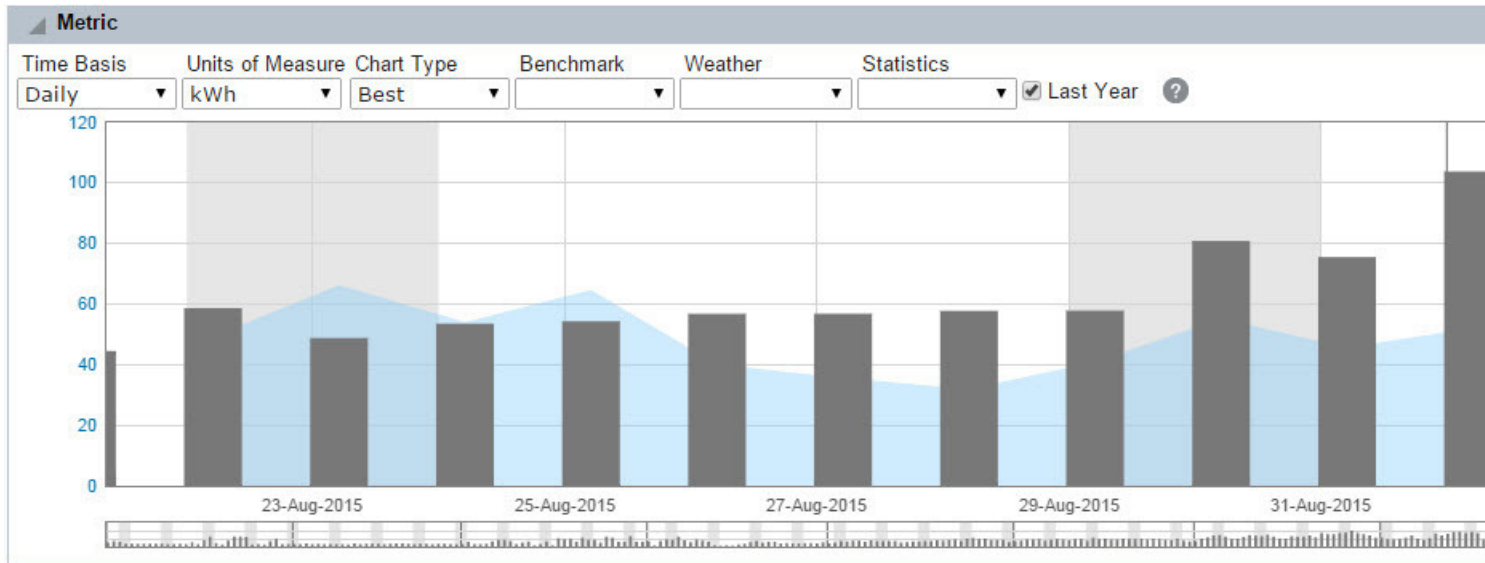 Metric
Time Basis Units of Measure Chart Type Benchmark Weather Statistics
Daily kWh Best Last Year ?
120
100
80
60
40
20
0
23-Aug-2015 25-Aug-2015 27-Aug-2015 29-Aug-2015 31-Aug-2015